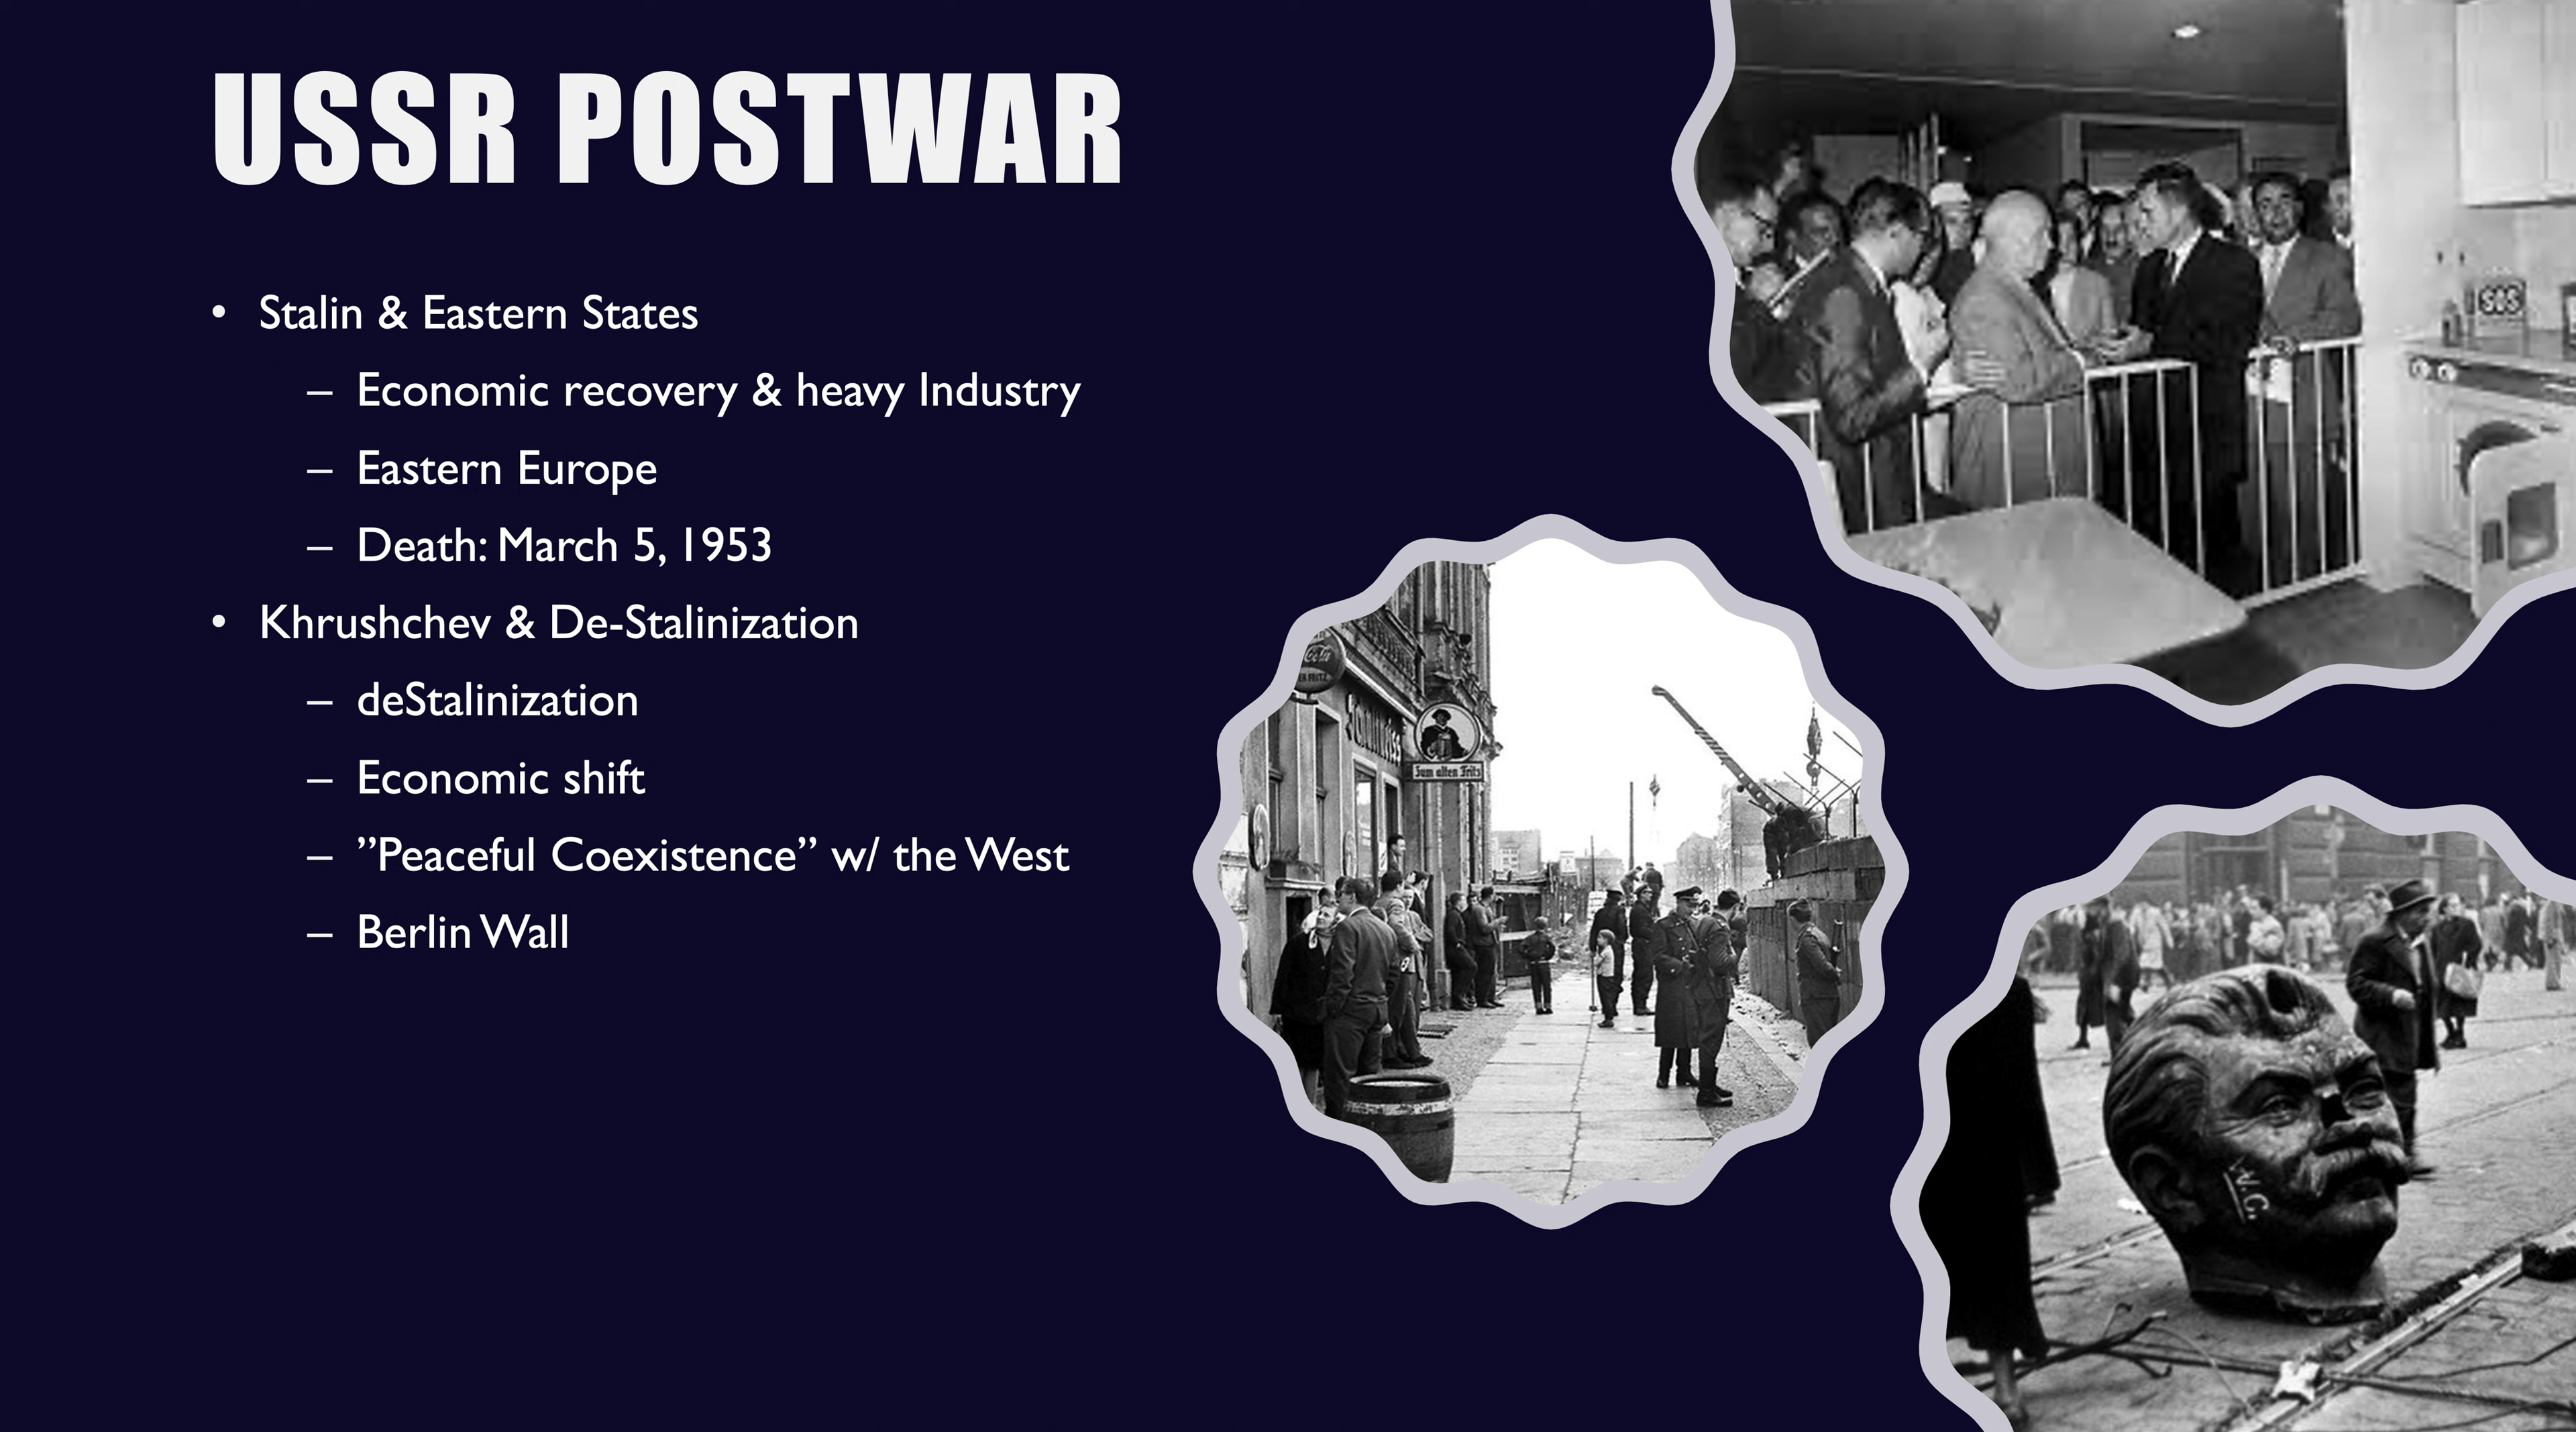 USSR POSTWAR
• Stalin & Eastern States
– Economic recovery & heavy Industry
– Eastern Europe
– Death: March 5, 1953
• Khrushchev & De-Stalinization
– deStalinization
– Economic shift
– ”Peaceful Coexistence” w/ the West
– Berlin Wall
SOS
Zum alten Fritz
W.C.